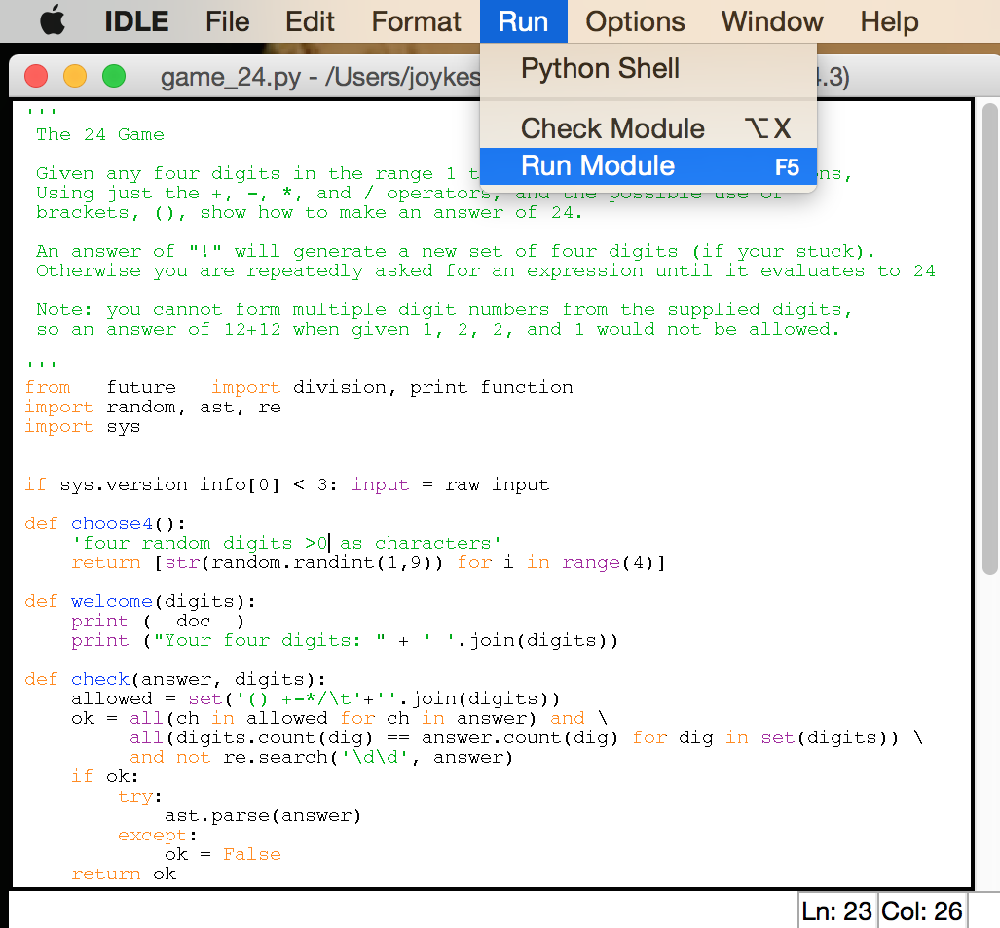 IDLE File Edit Format Run Options Window Help
game_24.py - /Users/joykes .3)
Python Shell
Check Module ⌥X
Run Module F5
'''
The 24 Game
Given any four digits in the range 1 ns,
Using just the +, -, *, and / operators, and the possible use of
brackets, (), show how to make an answer of 24.
An answer of "!" will generate a new set of four digits (if your stuck).
Otherwise you are repeatedly asked for an expression until it evaluates to 24
Note: you cannot form multiple digit numbers from the supplied digits,
so an answer of 12+12 when given 1, 2, 2, and 1 would not be allowed.
'''
from   future   import division, print function
import random, ast, re
import sys
if sys.version info[0] < 3: input = raw input
def choose4():
    'four random digits >0 as characters'
    return [str(random.randint(1,9)) for i in range(4)]
def welcome(digits):
    print (  doc  )
    print ("Your four digits: " + ' '.join(digits))
def check(answer, digits):
    allowed = set('() +-*/\t'+''.join(digits))
    ok = all(ch in allowed for ch in answer) and \
         all(digits.count(dig) == answer.count(dig) for dig in set(digits)) \
         and not re.search('\d\d', answer)
    if ok:
        try:
            ast.parse(answer)
        except:
            ok = False
    return ok
Ln: 23 Col: 26